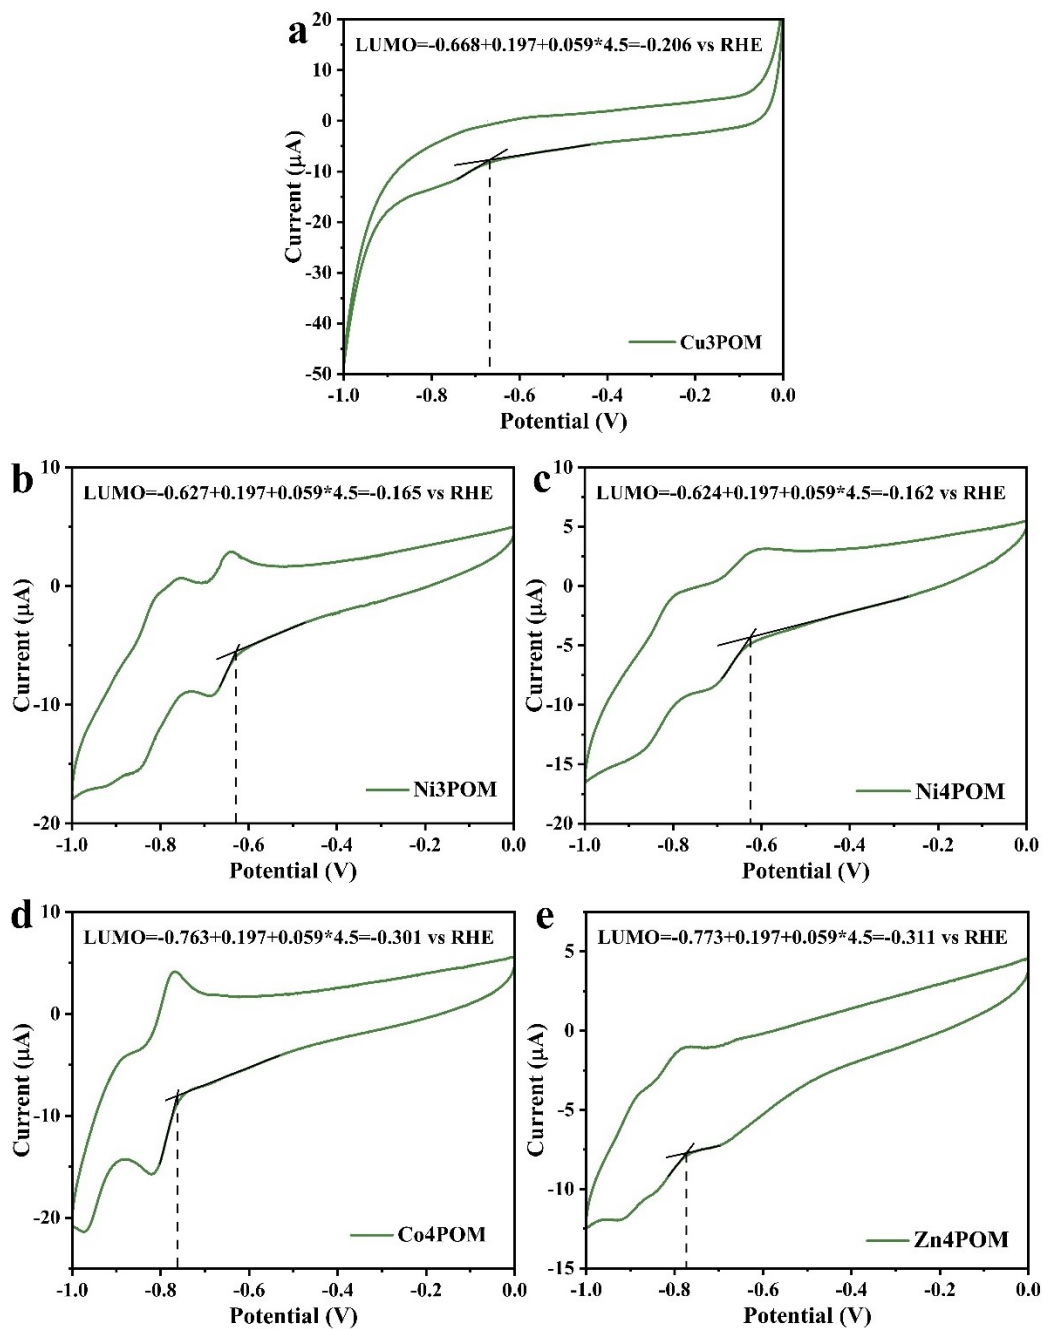 a
LUMO=-0.668+0.197+0.059*4.5=-0.206 vs RHE
20
10
0
-10
-20
-30
-40
-50
Current (μA)
Cu3POM
-1.0 -0.8 -0.6 -0.4 -0.2 0.0
Potential (V)
b
LUMO=-0.627+0.197+0.059*4.5=-0.165 vs RHE
10
0
-10
-20
Current (μA)
Ni3POM
-1.0 -0.8 -0.6 -0.4 -0.2 0.0
Potential (V)
c
LUMO=-0.624+0.197+0.059*4.5=-0.162 vs RHE
10
5
0
-5
-10
-15
-20
Current (μA)
Ni4POM
-1.0 -0.8 -0.6 -0.4 -0.2 0.0
Potential (V)
d
LUMO=-0.763+0.197+0.059*4.5=-0.301 vs RHE
10
0
-10
-20
Current (μA)
Co4POM
-1.0 -0.8 -0.6 -0.4 -0.2 0.0
Potential (V)
e
LUMO=-0.773+0.197+0.059*4.5=-0.311 vs RHE
5
0
-5
-10
-15
Current (μA)
Zn4POM
-1.0 -0.8 -0.6 -0.4 -0.2 0.0
Potential (V)